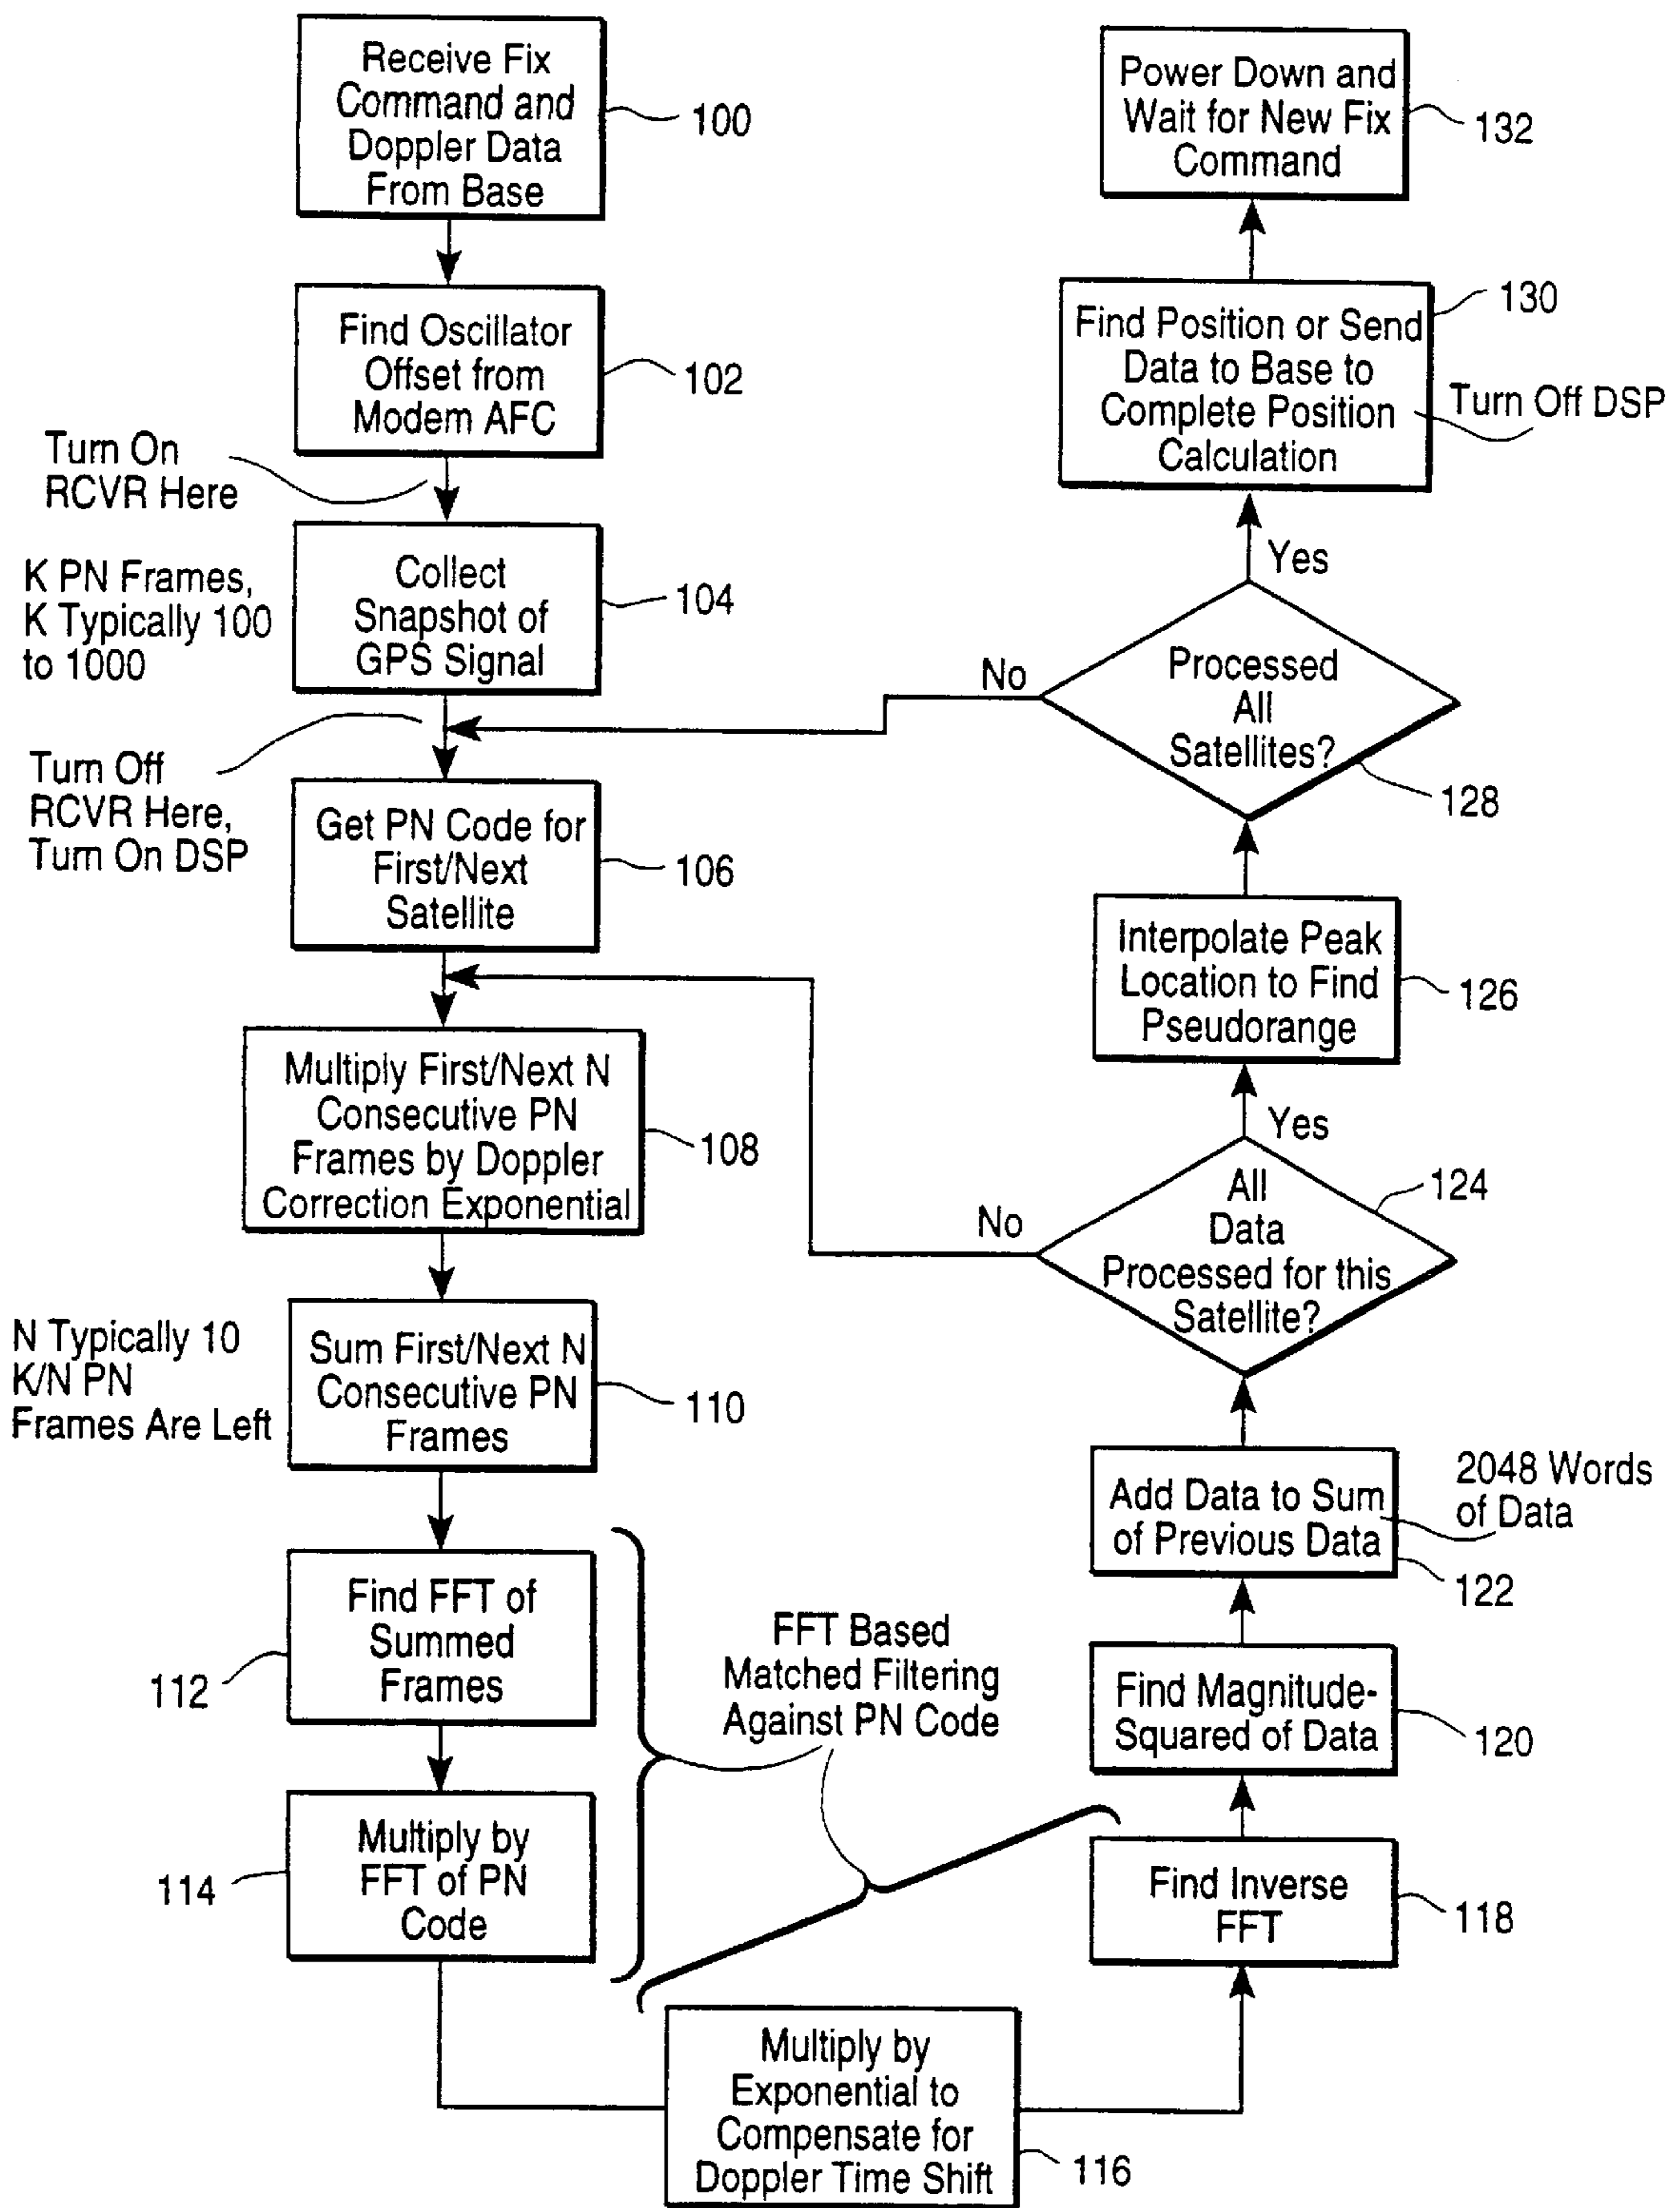 Receive Fix
Command and
Doppler Data
From Base
100
Find Oscillator
Offset from
Modem AFC
102
Turn On
RCVR Here
K PN Frames,
K Typically 100
to 1000
Collect
Snapshot of
GPS Signal
104
Turn Off
RCVR Here,
Turn On DSP
Get PN Code for
First/Next
Satellite
106
Multiply First/Next N
Consecutive PN
Frames by Doppler
Correction Exponential
108
N Typically 10
K/N PN
Frames Are Left
Sum First/Next N
Consecutive PN
Frames
110
Find FFT of
Summed
Frames
112
Multiply by
FFT of PN
Code
114
FFT Based
Matched Filtering
Against PN Code
Multiply by
Exponential to
Compensate for
Doppler Time Shift
116
Find Inverse
FFT
118
Find Magnitude-
Squared of Data
120
Add Data to Sum
of Previous Data
122
2048 Words
of Data
All
Data
Processed for this
Satellite?
124
No
Yes
Interpolate Peak
Location to Find
Pseudorange
126
Processed
All
Satellites?
128
No
Yes
Find Position or Send
Data to Base to
Complete Position
Calculation
130
Turn Off DSP
Power Down and
Wait for New Fix
Command
132